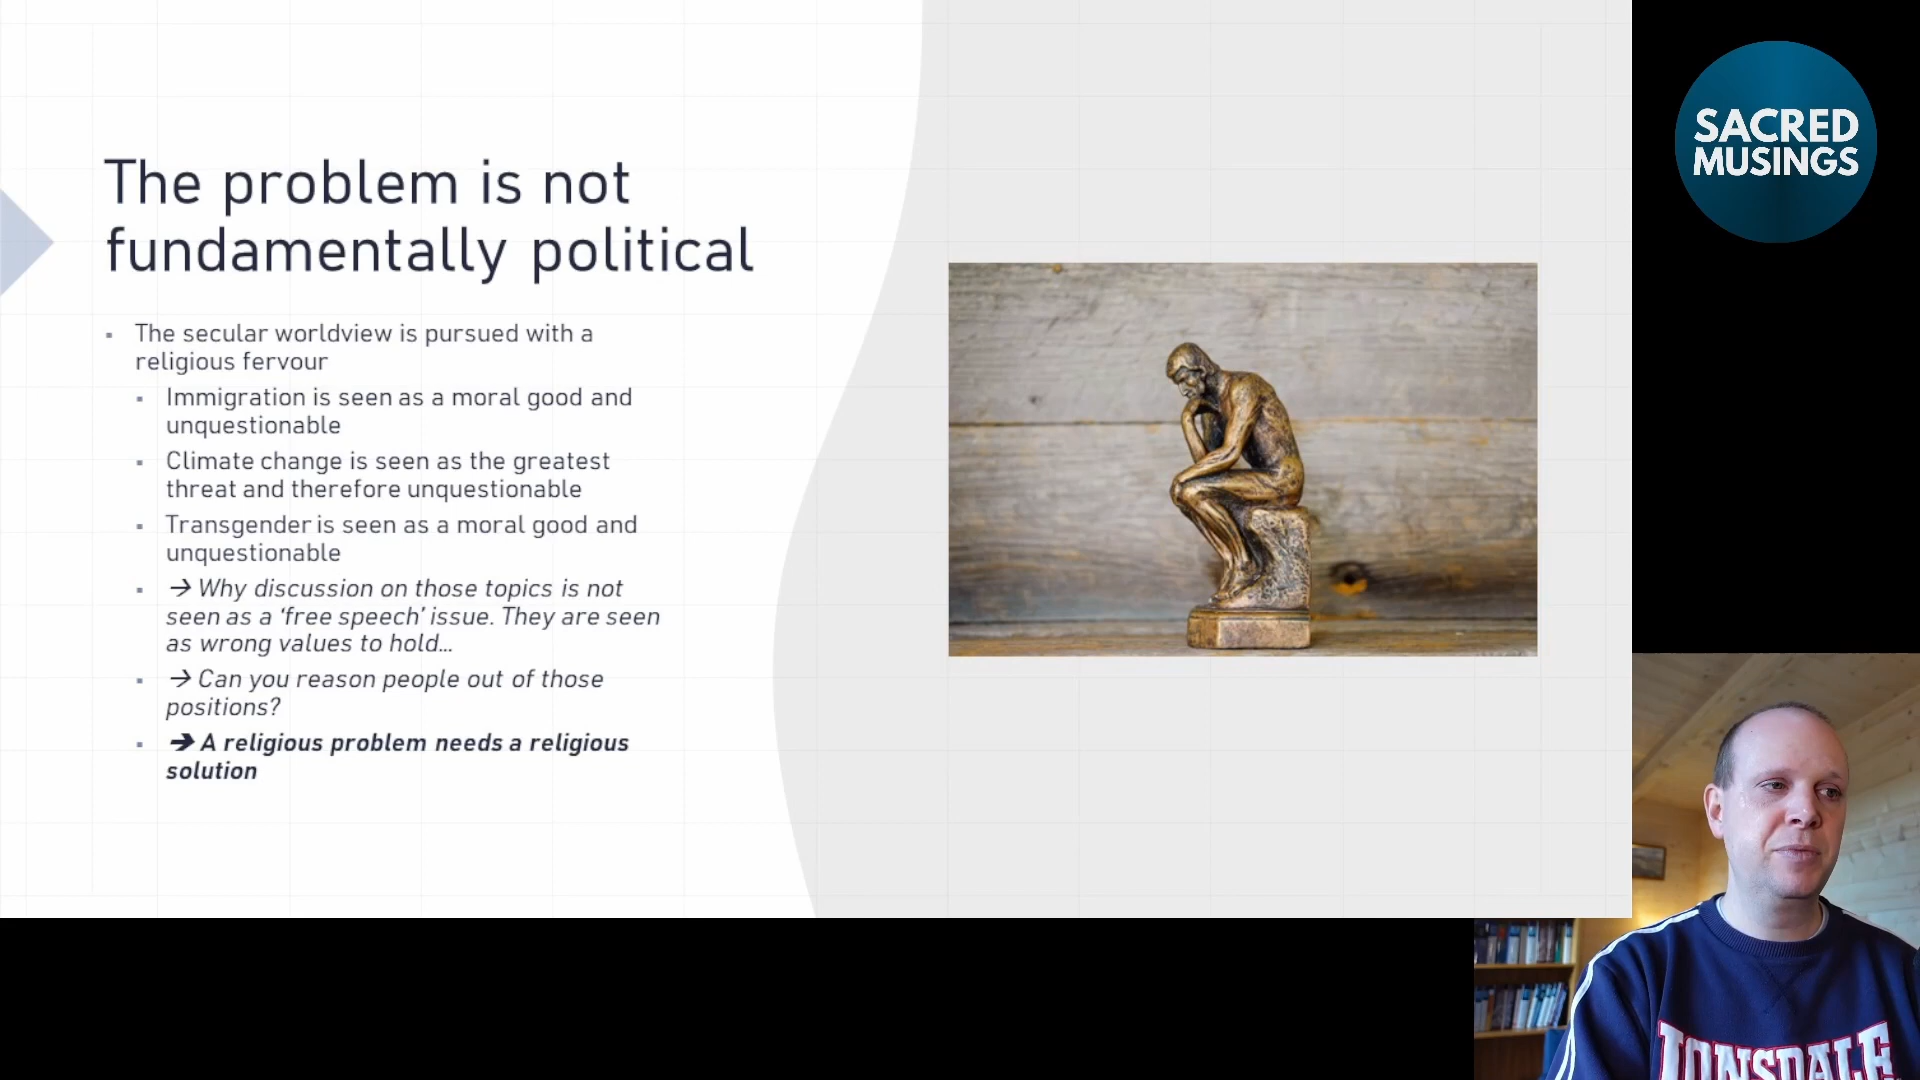 The problem is not
fundamentally political
▪ The secular worldview is pursued with a
religious fervour
▪ Immigration is seen as a moral good and
unquestionable
▪ Climate change is seen as the greatest
threat and therefore unquestionable
▪ Transgender is seen as a moral good and
unquestionable
▪ → Why discussion on those topics is not
seen as a ‘free speech’ issue. They are seen
as wrong values to hold...
▪ → Can you reason people out of those
positions?
▪ → A religious problem needs a religious
solution
SACRED
MUSINGS
LONSDALE